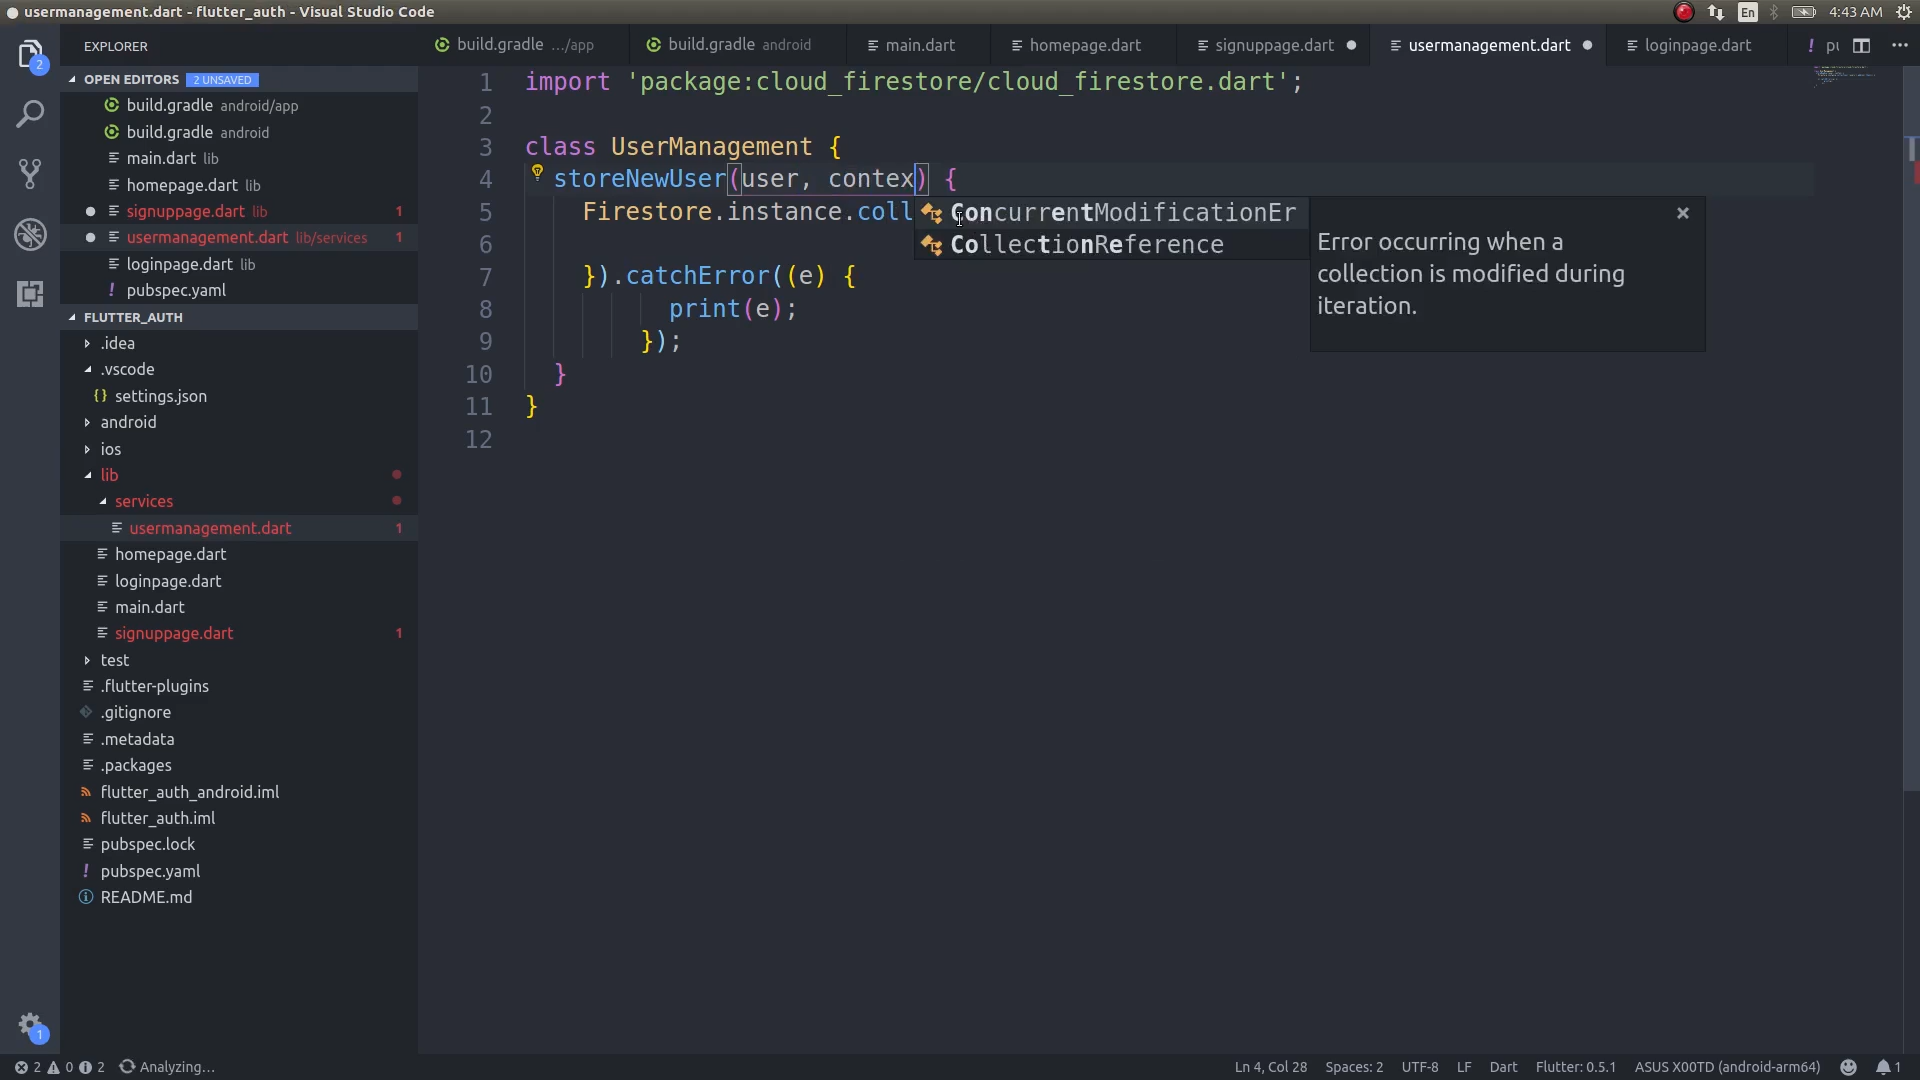 usermanagement.dart - flutter_auth - Visual Studio Code
En
4:43 AM
EXPLORER
build.gradle .../app
build.gradle android
main.dart
homepage.dart
signuppage.dart
usermanagement.dart
loginpage.dart
! pu
2
OPEN EDITORS 2 UNSAVED
build.gradle android/app
build.gradle android
main.dart lib
homepage.dart lib
signuppage.dart lib 1
usermanagement.dart lib/services 1
loginpage.dart lib
! pubspec.yaml
FLUTTER_AUTH
.idea
.vscode
{} settings.json
android
ios
lib
services
usermanagement.dart 1
homepage.dart
loginpage.dart
main.dart
signuppage.dart 1
test
.flutter-plugins
.gitignore
.metadata
.packages
flutter_auth_android.iml
flutter_auth.iml
pubspec.lock
! pubspec.yaml
README.md
1
1 import 'package:cloud_firestore/cloud_firestore.dart';
2
3 class UserManagement {
4 storeNewUser(user, contex) {
5 Firestore.instance.coll
6
7 }).catchError((e) {
8 print(e);
9 });
10 }
11 }
12
ConcurrentModificationEr
CollectionReference
Error occurring when a
collection is modified during
iteration.
2 0 2 Analyzing...
Ln 4, Col 28 Spaces: 2 UTF-8 LF Dart Flutter: 0.5.1 ASUS X00TD (android-arm64) 1